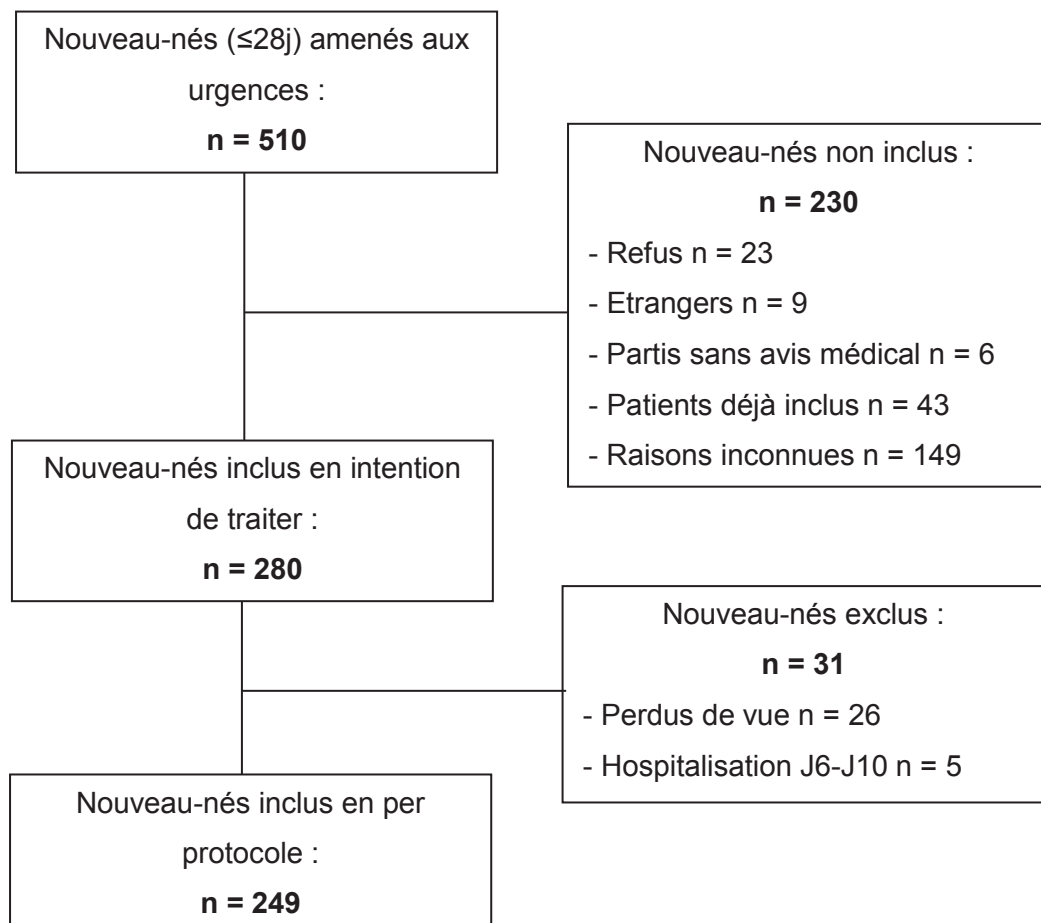 Nouveau-nés (≤28j) amenés aux
urgences :
n = 510
Nouveau-nés non inclus :
n = 230
- Refus n = 23
- Etrangers n = 9
- Partis sans avis médical n = 6
- Patients déjà inclus n = 43
- Raisons inconnues n = 149
Nouveau-nés inclus en intention
de traiter :
n = 280
Nouveau-nés exclus :
n = 31
- Perdus de vue n = 26
- Hospitalisation J6-J10 n = 5
Nouveau-nés inclus en per
protocole :
n = 249